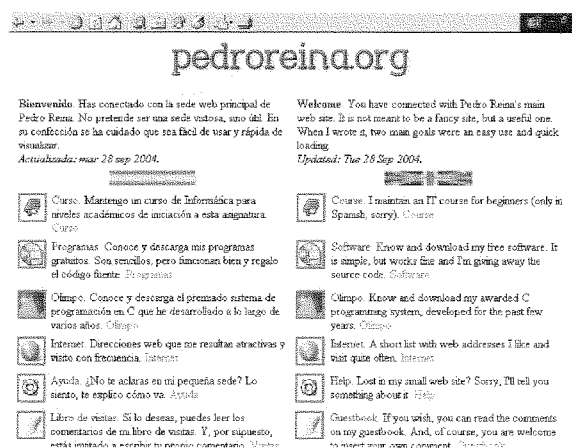 pedroreina.org
Bienvenido. Has conectado con la sede web principal de
Pedro Reina. No pretende ser una sede vistosa, sino útil. En
su confección se ha cuidado que sea fácil de usar y rápida de
visualizar.
Actualizada: mar 28 sep 2004.
Curso. Mantengo un curso de Informática para
niveles académicos de iniciación a esta asignatura.
Curso
Programas. Conoce y descarga mis programas
gratuitos. Son sencillos, pero funcionan bien y regalo
el código fuente. Programas
Olimpo. Conoce y descarga el premiado sistema de
programación en C que he desarrollado a lo largo de
varios años. Olimpo
Internet. Direcciones web que me resultan atractivas y
visito con frecuencia. Internet
Ayuda. ¿No te aclaras en mi pequeña sede? Lo
siento, te explico cómo va. Ayuda
Libro de visitas. Si lo deseas, puedes leer los
comentarios de mi libro de visitas. Y, por supuesto,
estás invitado a escribir tu propio comentario. Visitas
Welcome. You have connected with Pedro Reina's main
web site. It is not meant to be a fancy site, but a useful one.
When I wrote it, two main goals were an easy use and quick
loading.
Updated: Tue 28 Sep 2004.
Course. I maintain an IT course for beginners (only in
Spanish, sorry). Course
Software. Know and download my free software. It
is simple, but works fine and I'm giving away the
source code. Software
Olimpo. Know and download my awarded C
programming system, developed for the past few
years. Olimpo
Internet. A short list with web addresses I like and
visit quite often. Internet
Help. Lost in my small web site? Sorry, I'll tell you
something about it. Help
Guestbook. If you wish, you can read the comments
on my guestbook. And, of course, you are welcome
to insert your own comment. Guestbook